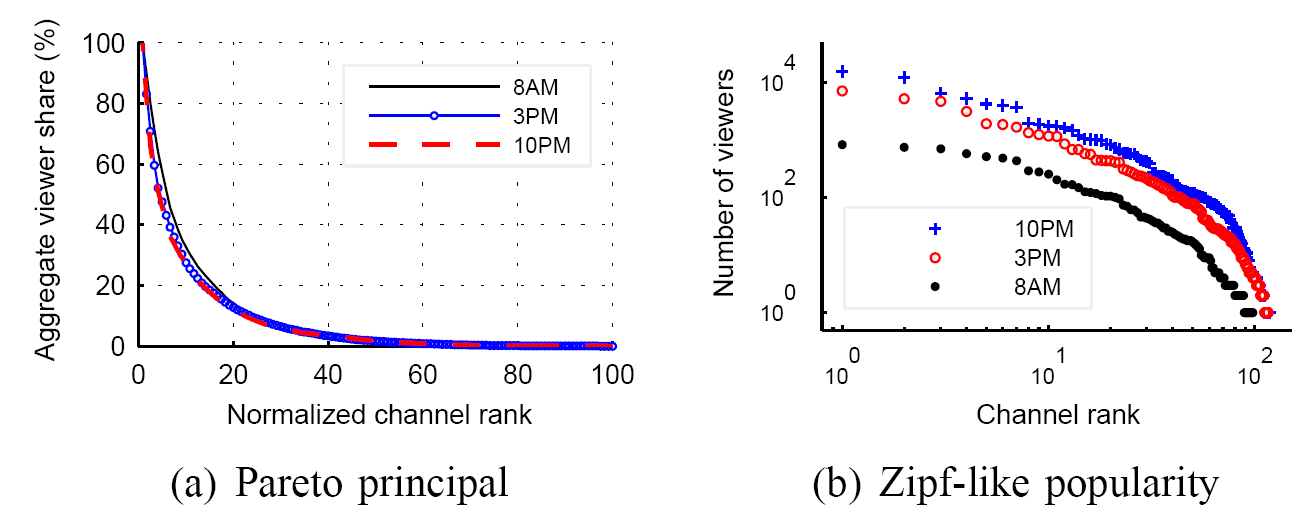 Aggregate viewer share (%)
100
80
60
40
20
0
8AM
3PM
10PM
0 20 40 60 80 100
Normalized channel rank
(a) Pareto principal
Number of viewers
10^4
10^2
10^0
10PM
3PM
8AM
10^0 10^1 10^2
Channel rank
(b) Zipf-like popularity